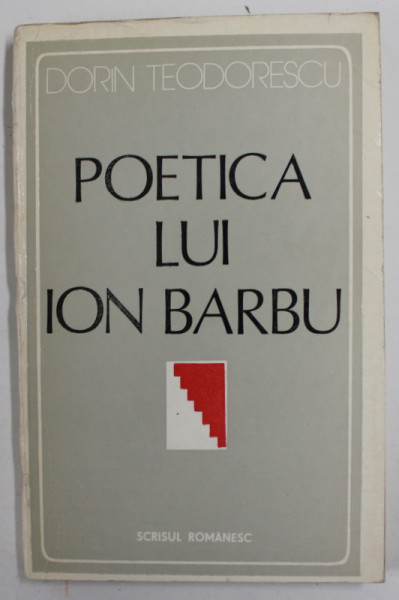 DORIN TEODORESCU
POETICA
LUI
ION BARBU
SCRISUL ROMÂNESC